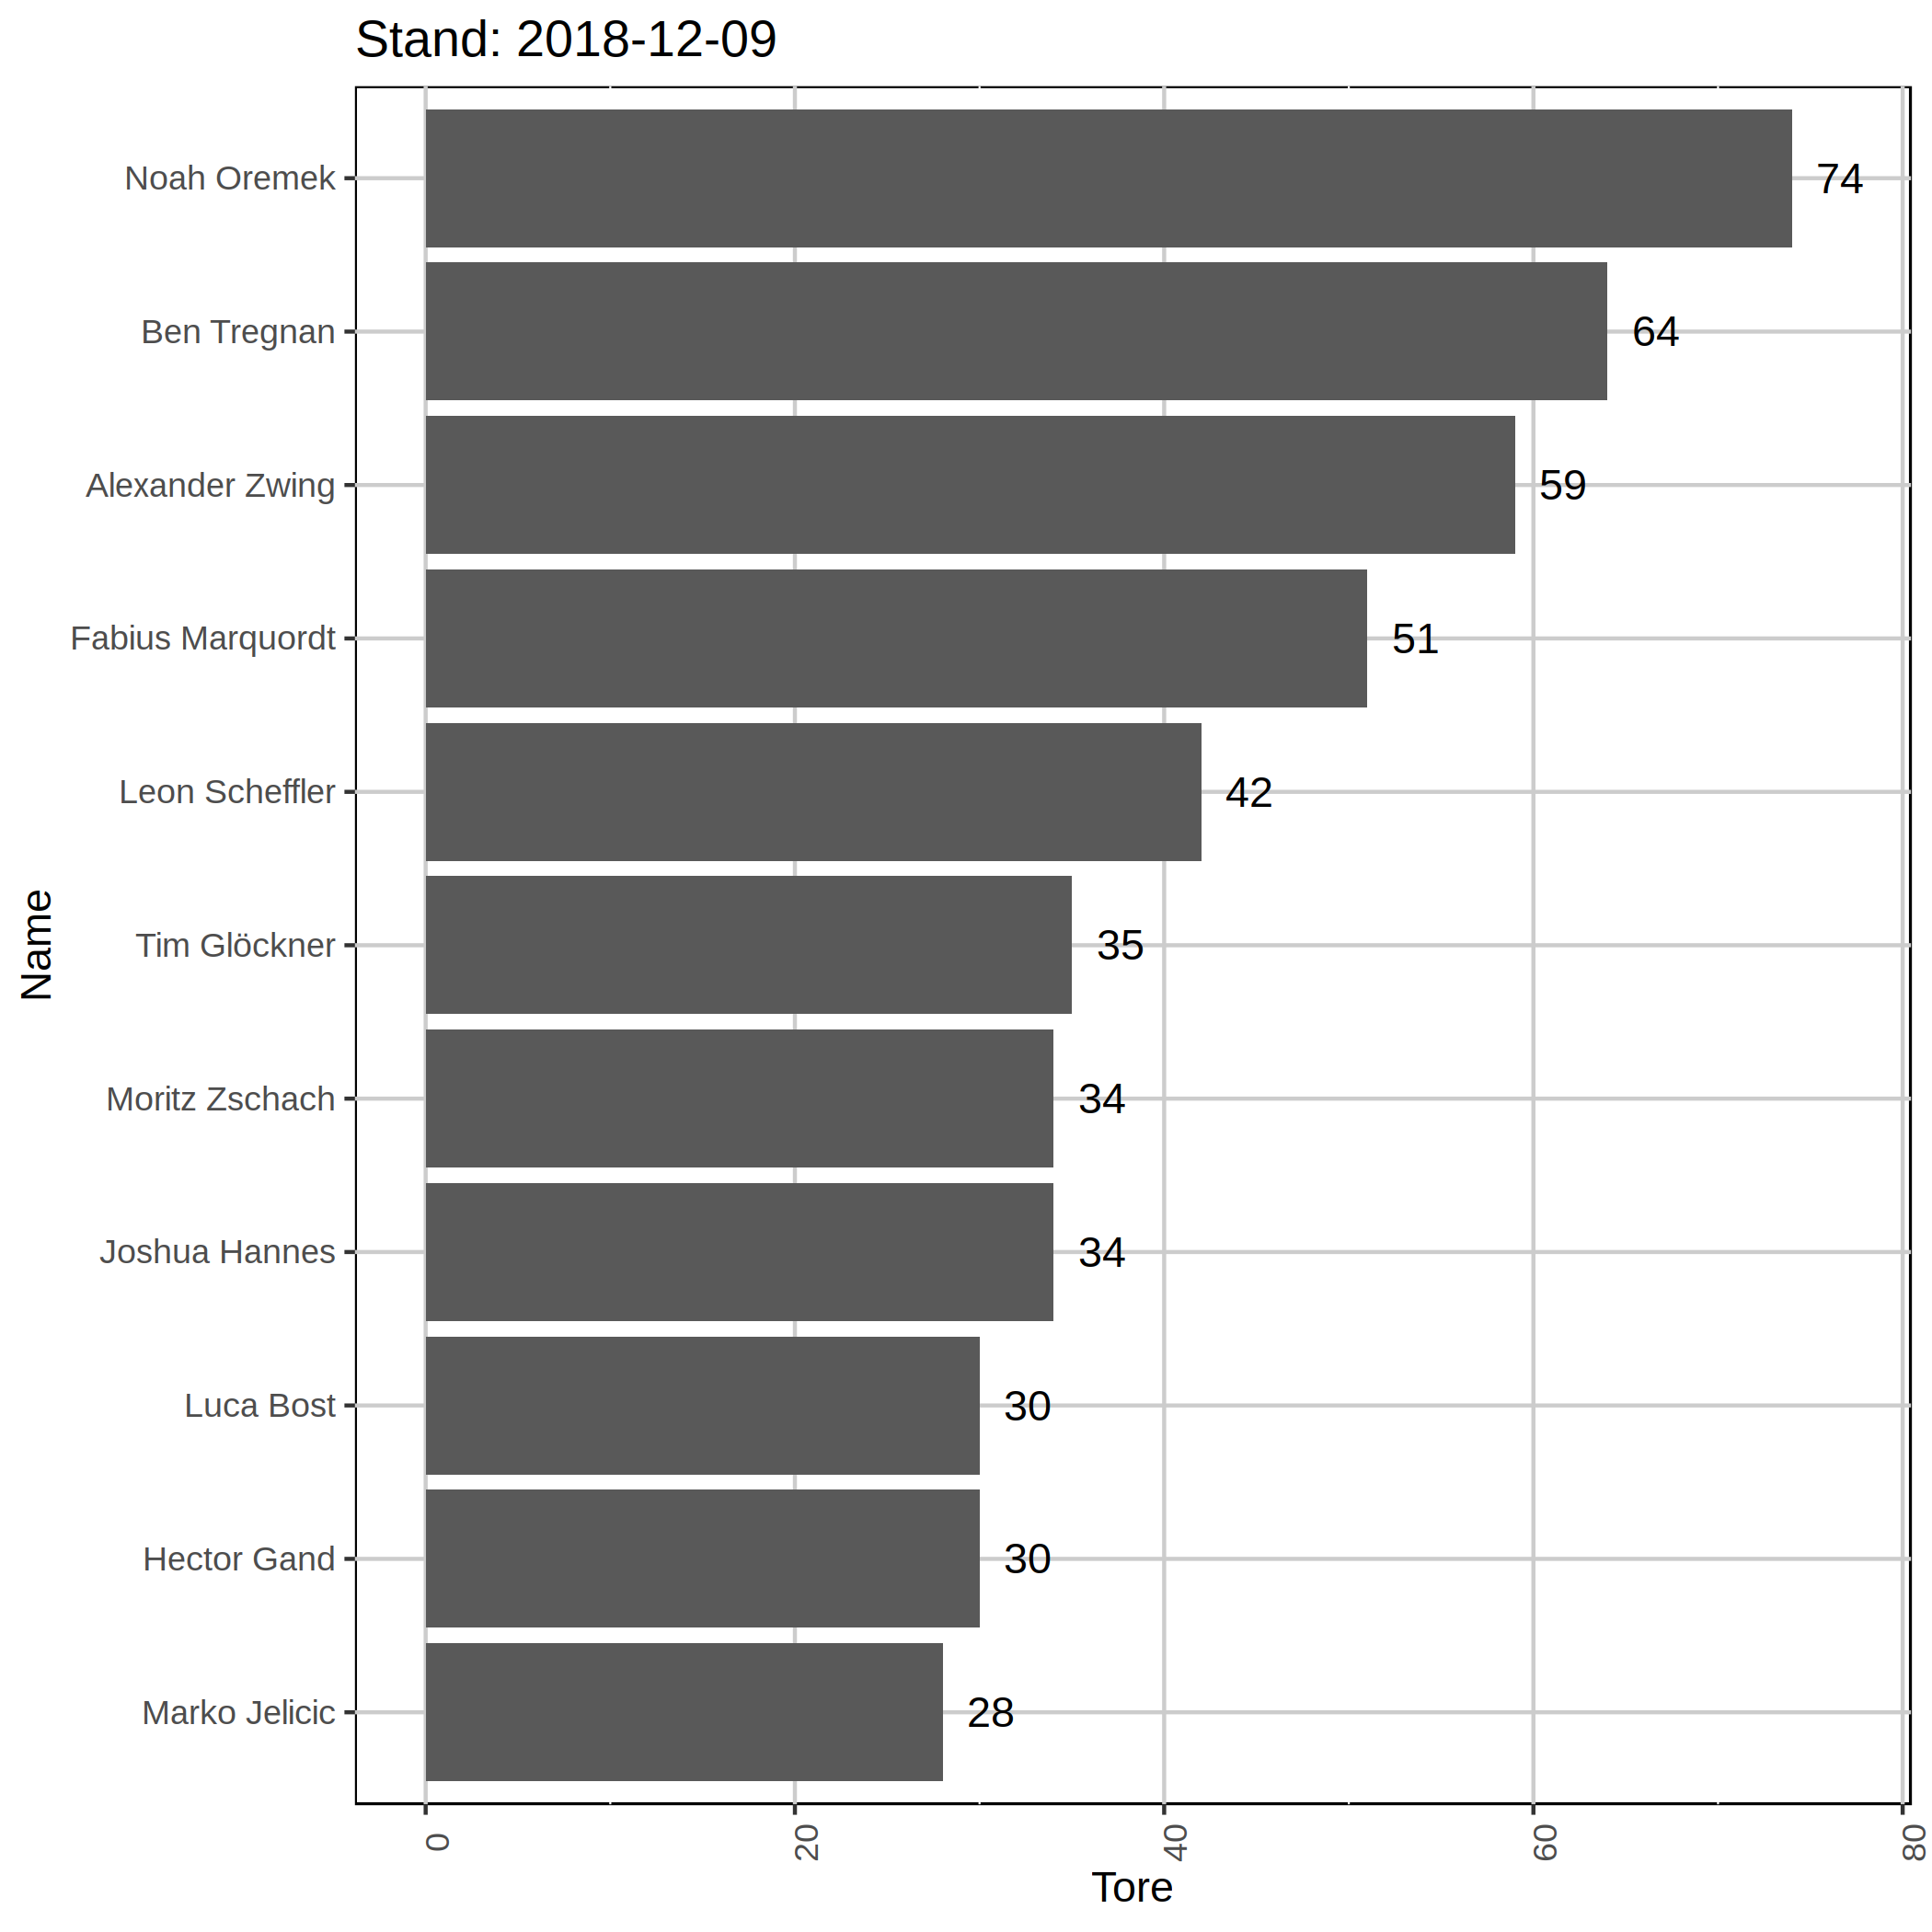 Stand: 2018-12-09
Name
Noah Oremek 74
Ben Tregnan 64
Alexander Zwing 59
Fabius Marquordt 51
Leon Scheffler 42
Tim Glöckner 35
Moritz Zschach 34
Joshua Hannes 34
Luca Bost 30
Hector Gand 30
Marko Jelicic 28
0 20 40 60 80
Tore